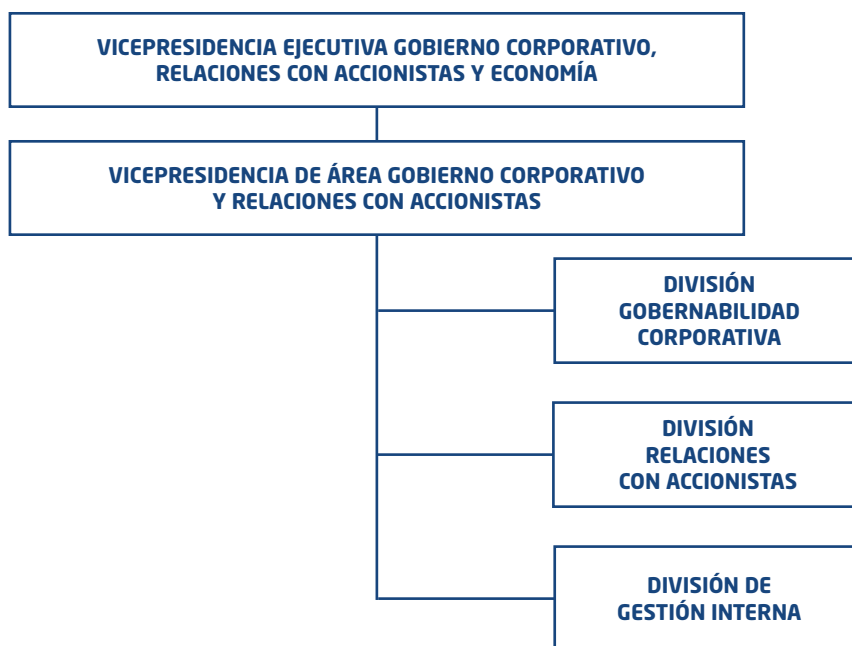 VICEPRESIDENCIA EJECUTIVA GOBIERNO CORPORATIVO,
RELACIONES CON ACCIONISTAS Y ECONOMÍA
VICEPRESIDENCIA DE ÁREA GOBIERNO CORPORATIVO
Y RELACIONES CON ACCIONISTAS
DIVISIÓN
GOBERNABILIDAD
CORPORATIVA
DIVISIÓN
RELACIONES
CON ACCIONISTAS
DIVISIÓN DE
GESTIÓN INTERNA